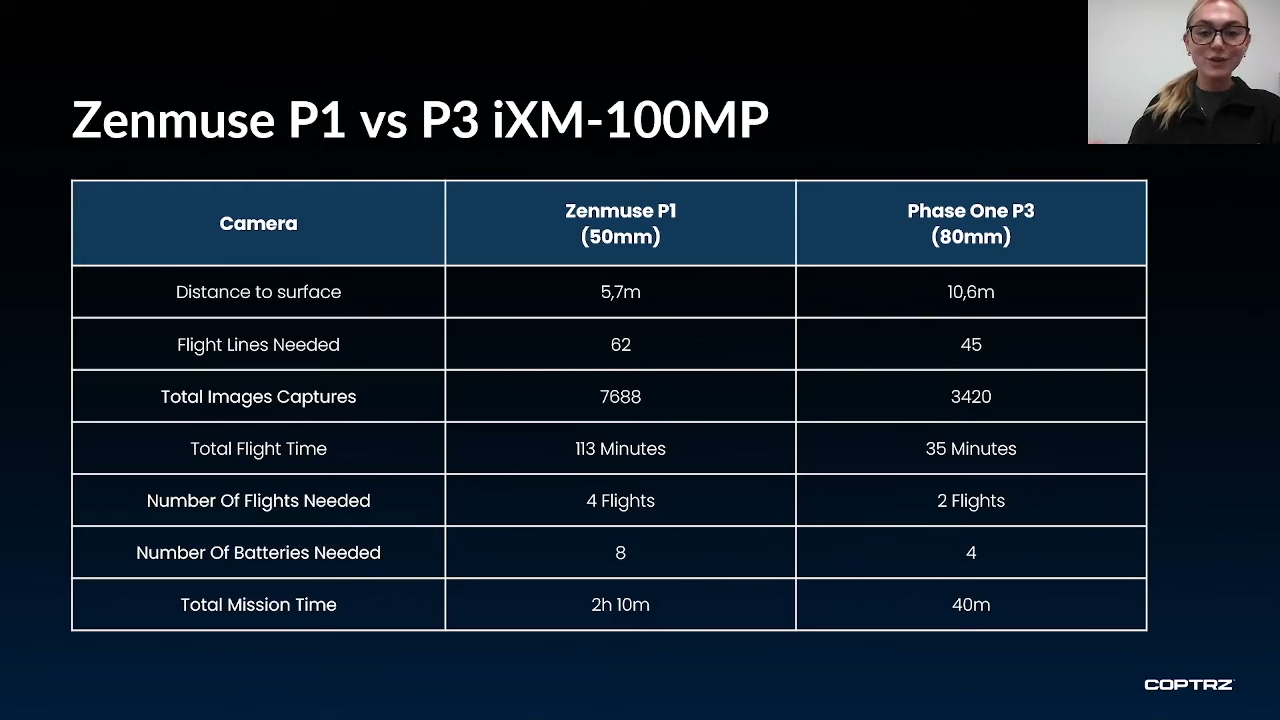 Zenmuse P1 vs P3 iXM-100MP
Camera
Zenmuse P1
(50mm)
Phase One P3
(80mm)
Distance to surface
5,7m
10,6m
Flight Lines Needed
62
45
Total Images Captures
7688
3420
Total Flight Time
113 Minutes
35 Minutes
Number Of Flights Needed
4 Flights
2 Flights
Number Of Batteries Needed
8
4
Total Mission Time
2h 10m
40m
COPTRZ